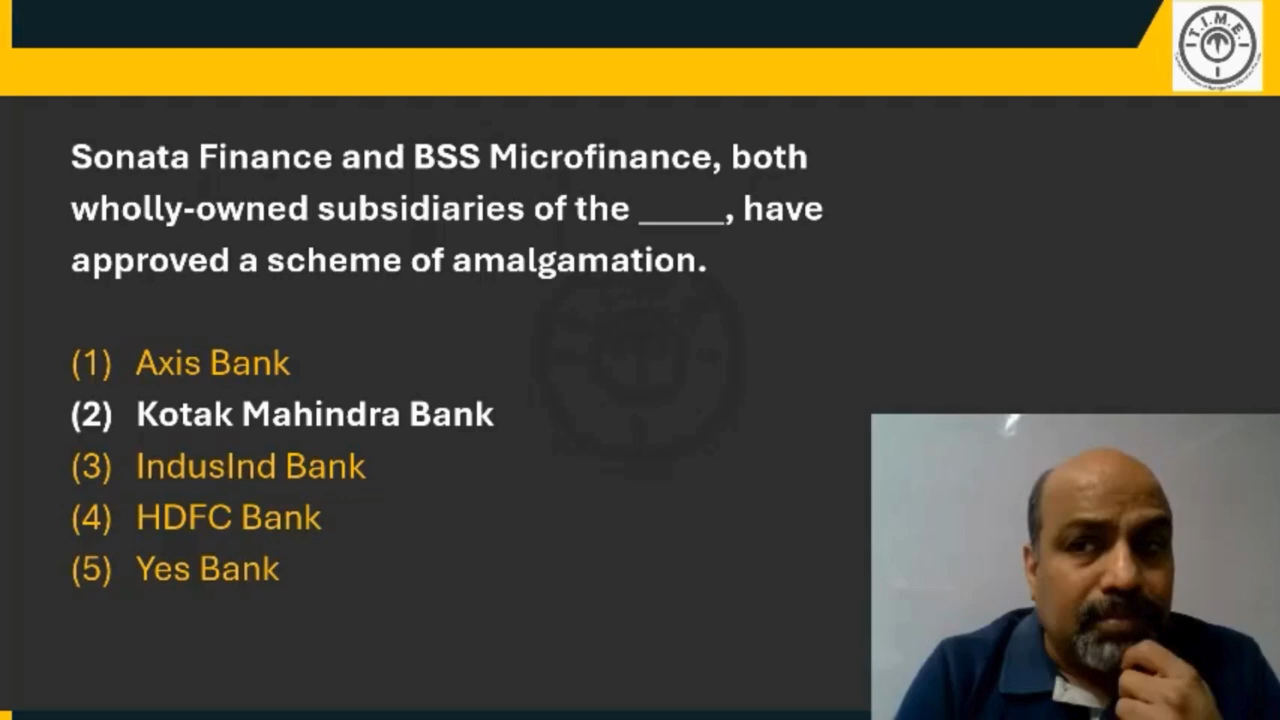 T.I.M.E.
Sonata Finance and BSS Microfinance, both
wholly-owned subsidiaries of the _____, have
approved a scheme of amalgamation.
(1) Axis Bank
(2) Kotak Mahindra Bank
(3) IndusInd Bank
(4) HDFC Bank
(5) Yes Bank